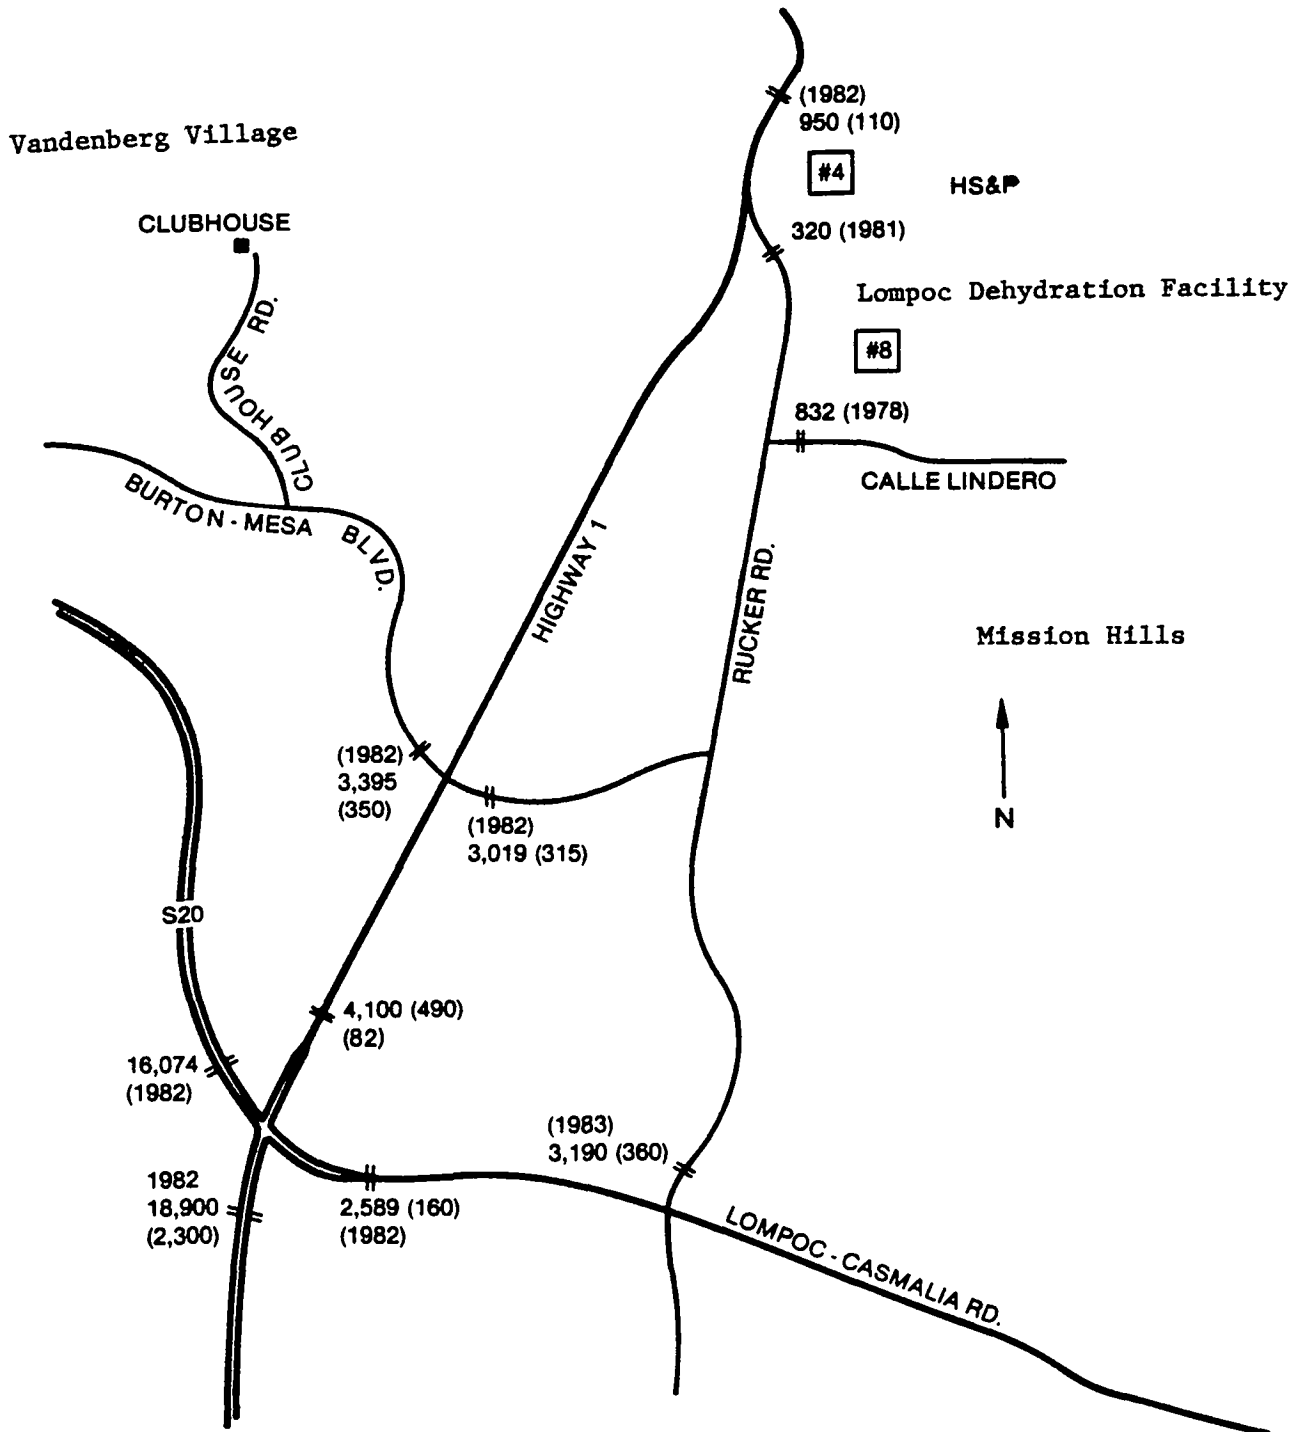 (1982)
950 (110)
Vandenberg Village
#4
HS&P
CLUBHOUSE
320 (1981)
Lompoc Dehydration Facility
CLUBHOUSE RD.
#8
832 (1978)
CALLE LINDERO
BURTON - MESA BLVD.
HIGHWAY 1
RUCKER RD.
Mission Hills
(1982)
3,395
(350)
N
(1982)
3,019 (315)
S20
4,100 (490)
(82)
16,074
(1982)
(1983)
3,190 (360)
1982
18,900
(2,300)
2,589 (160)
(1982)
LOMPOC - CASMALIA RD.